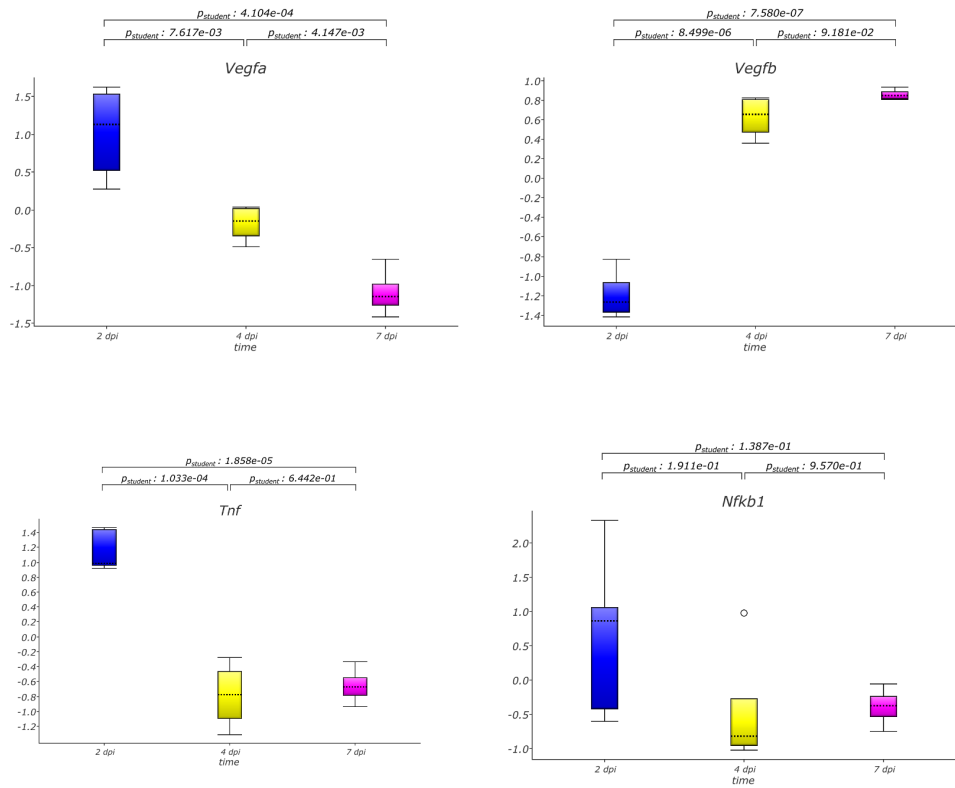 p_student : 4.104e-04
p_student : 7.617e-03 p_student : 4.147e-03
Vegfa
1.5
1.0
0.5
0.0
-0.5
-1.0
-1.5
2 dpi 4 dpi 7 dpi
time
p_student : 7.580e-07
p_student : 8.499e-06 p_student : 9.181e-02
Vegfb
1.0
0.8
0.6
0.4
0.2
0.0
-0.2
-0.4
-0.6
-0.8
-1.0
-1.2
-1.4
2 dpi 4 dpi 7 dpi
time
p_student : 1.858e-05
p_student : 1.033e-04 p_student : 6.442e-01
Tnf
1.4
1.2
1.0
0.8
0.6
0.4
0.2
0.0
-0.2
-0.4
-0.6
-0.8
-1.0
-1.2
2 dpi 4 dpi 7 dpi
time
p_student : 1.387e-01
p_student : 1.911e-01 p_student : 9.570e-01
Nfkb1
2.0
1.5
1.0
0.5
0.0
-0.5
-1.0
2 dpi 4 dpi 7 dpi
time